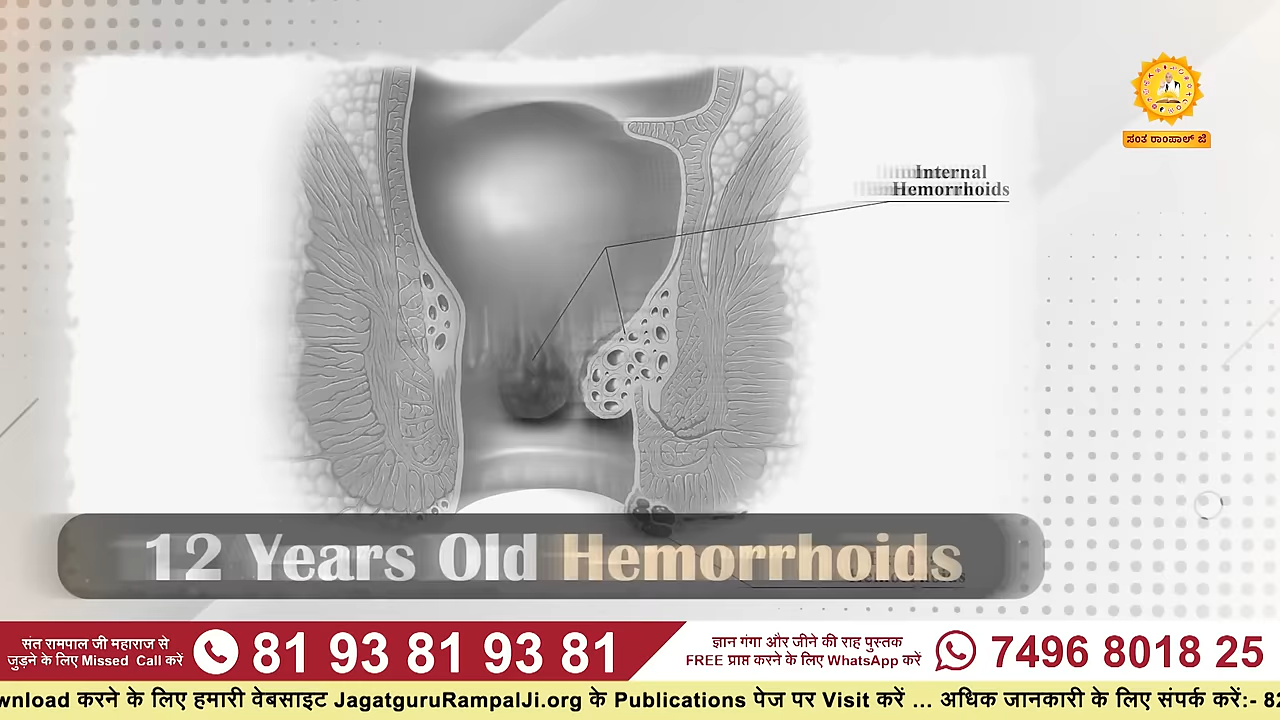 ಸಂತ ರಾಂಪಾಲ್ ಜಿ
Internal
Hemorrhoids
12 Years Old Hemorrhoids
संत रामपाल जी महाराज से
जुड़ने के लिए Missed Call करें
81 93 81 93 81
ज्ञान गंगा और जीने की राह पुस्तक
FREE प्राप्त करने के लिए WhatsApp करें
7496 8018 25
wnload करने के लिए हमारी वेबसाइट JagatguruRampalJi.org के Publications पेज पर Visit करें ... अधिक जानकारी के लिए संपर्क करें:- 82